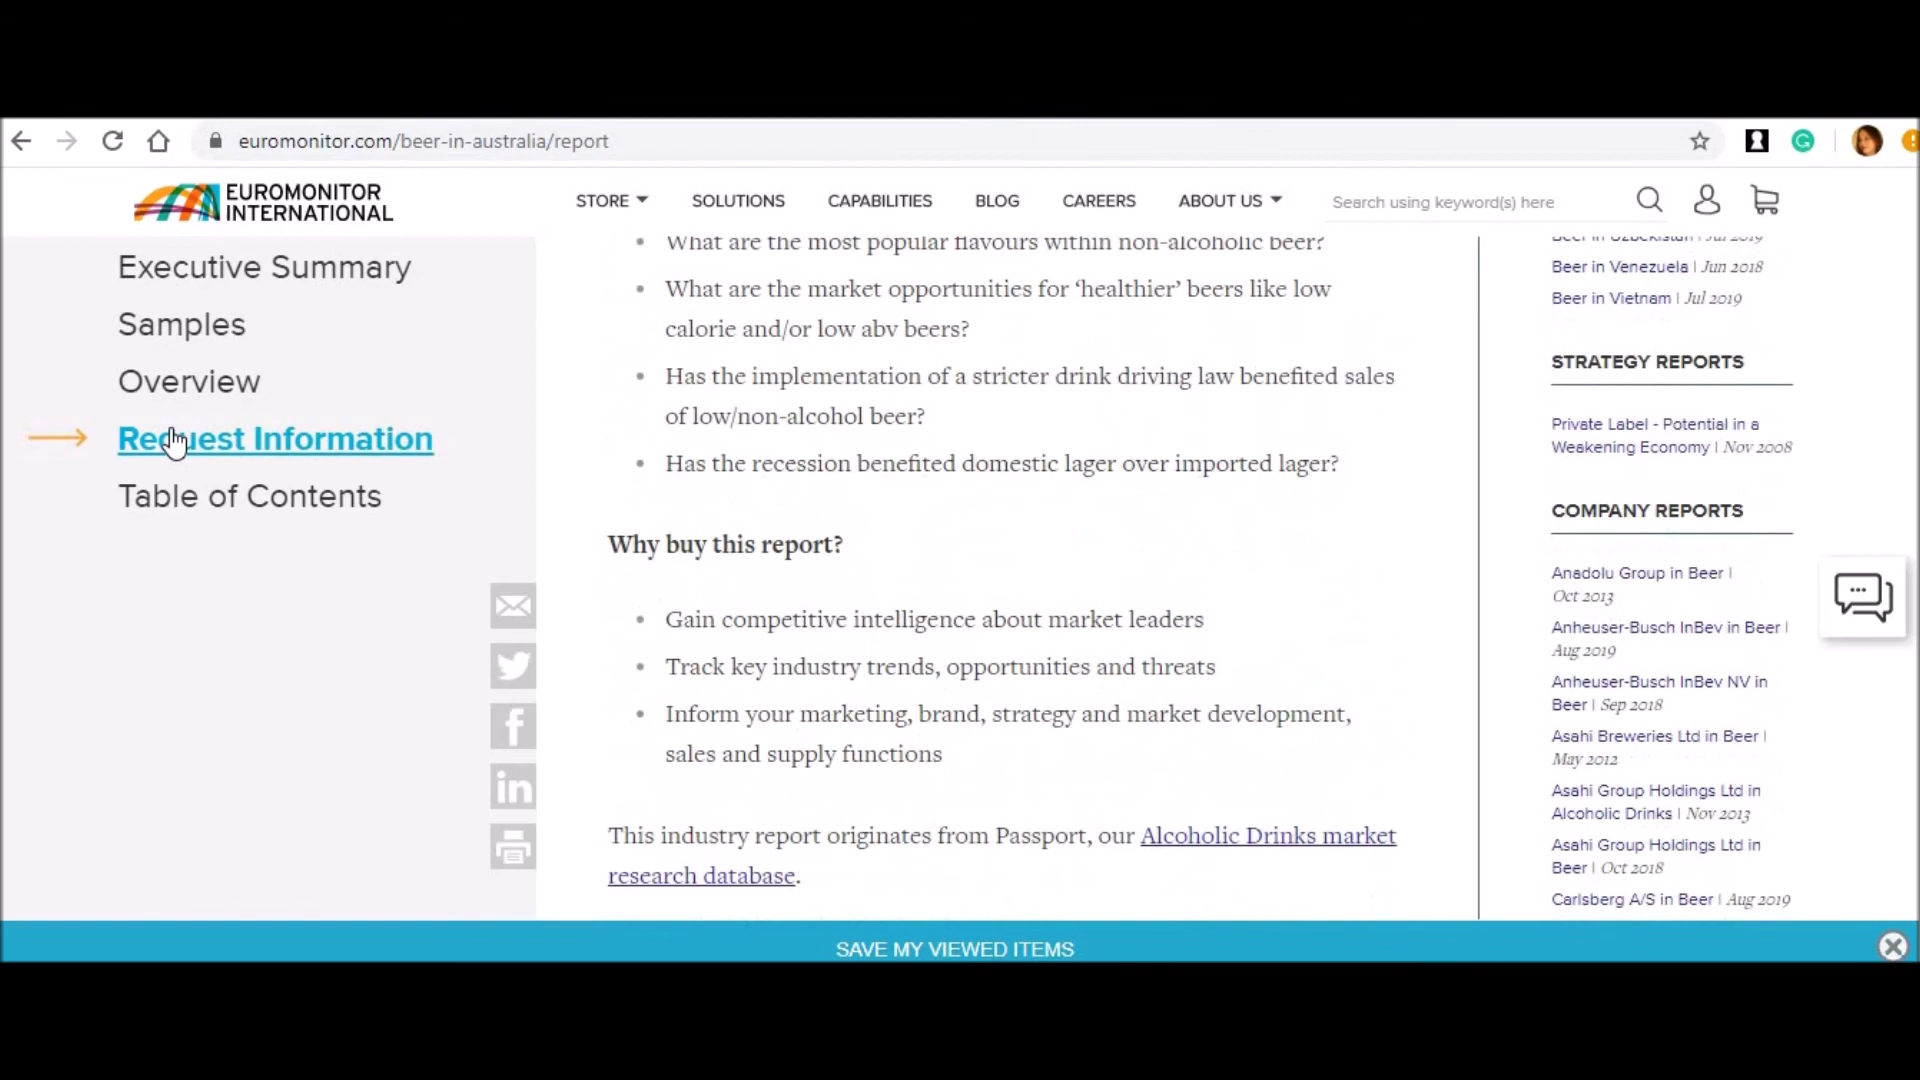 euromonitor.com/beer-in-australia/report
EUROMONITOR
INTERNATIONAL
STORE
SOLUTIONS
CAPABILITIES
BLOG
CAREERS
ABOUT US
Search using keyword(s) here
Executive Summary
Samples
Overview
Request Information
Table of Contents
What are the most popular flavours within non-alcoholic beer?
What are the market opportunities for ‘healthier’ beers like low
calorie and/or low abv beers?
Has the implementation of a stricter drink driving law benefited sales
of low/non-alcohol beer?
Has the recession benefited domestic lager over imported lager?
Why buy this report?
Gain competitive intelligence about market leaders
Track key industry trends, opportunities and threats
Inform your marketing, brand, strategy and market development,
sales and supply functions
This industry report originates from Passport, our Alcoholic Drinks market
research database.
Beer in Uzbekistan | Jul 2019
Beer in Venezuela | Jun 2018
Beer in Vietnam | Jul 2019
STRATEGY REPORTS
Private Label - Potential in a
Weakening Economy | Nov 2008
COMPANY REPORTS
Anadolu Group in Beer |
Oct 2013
Anheuser-Busch InBev in Beer |
Aug 2019
Anheuser-Busch InBev NV in
Beer | Sep 2018
Asahi Breweries Ltd in Beer |
May 2012
Asahi Group Holdings Ltd in
Alcoholic Drinks | Nov 2013
Asahi Group Holdings Ltd in
Beer | Oct 2018
Carlsberg A/S in Beer | Aug 2019
SAVE MY VIEWED ITEMS